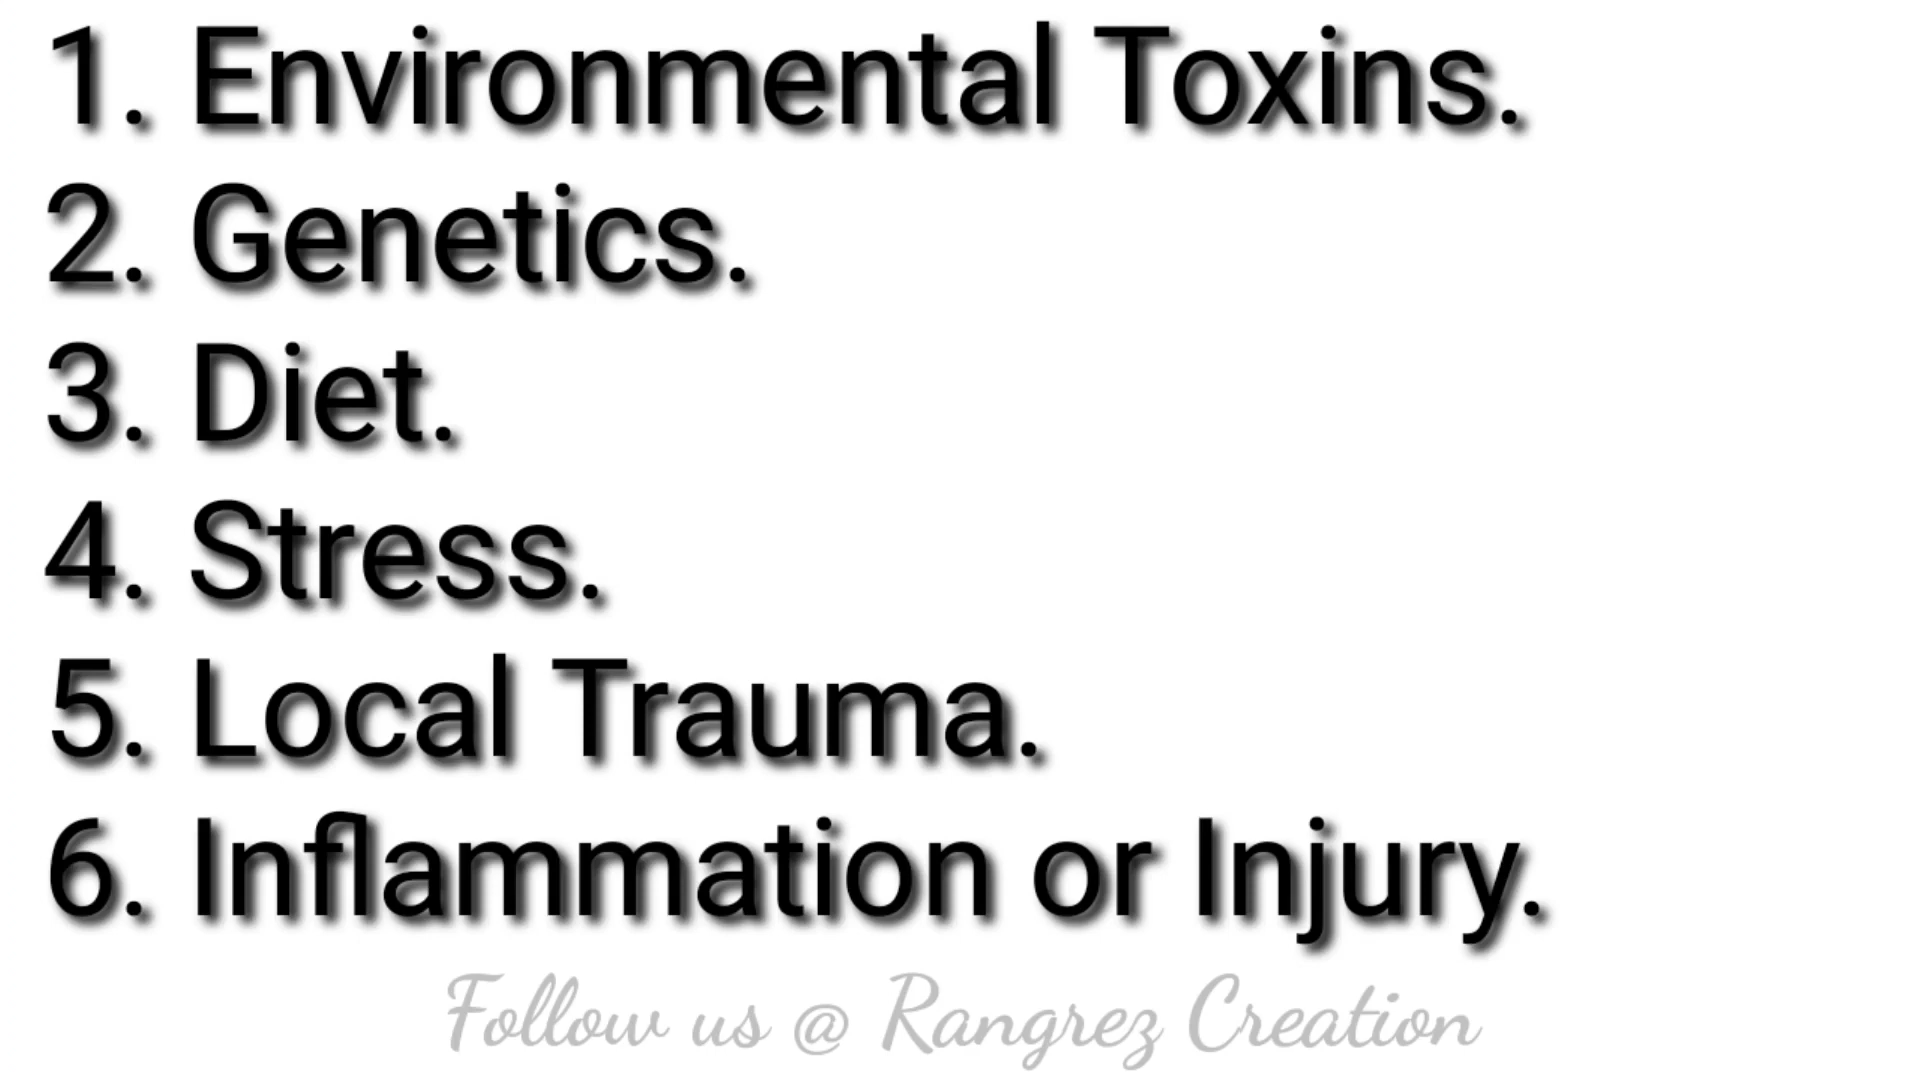 1. Environmental Toxins.
2. Genetics.
3. Diet.
4. Stress.
5. Local Trauma.
6. Inflammation or Injury.
Follow us @ Rangrez Creation